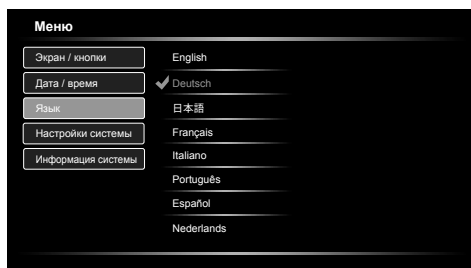 Меню
Экран / кнопки
Дата / время
Язык
Настройки системы
Информация системы
English
Deutsch
日本語
Français
Italiano
Português
Español
Nederlands